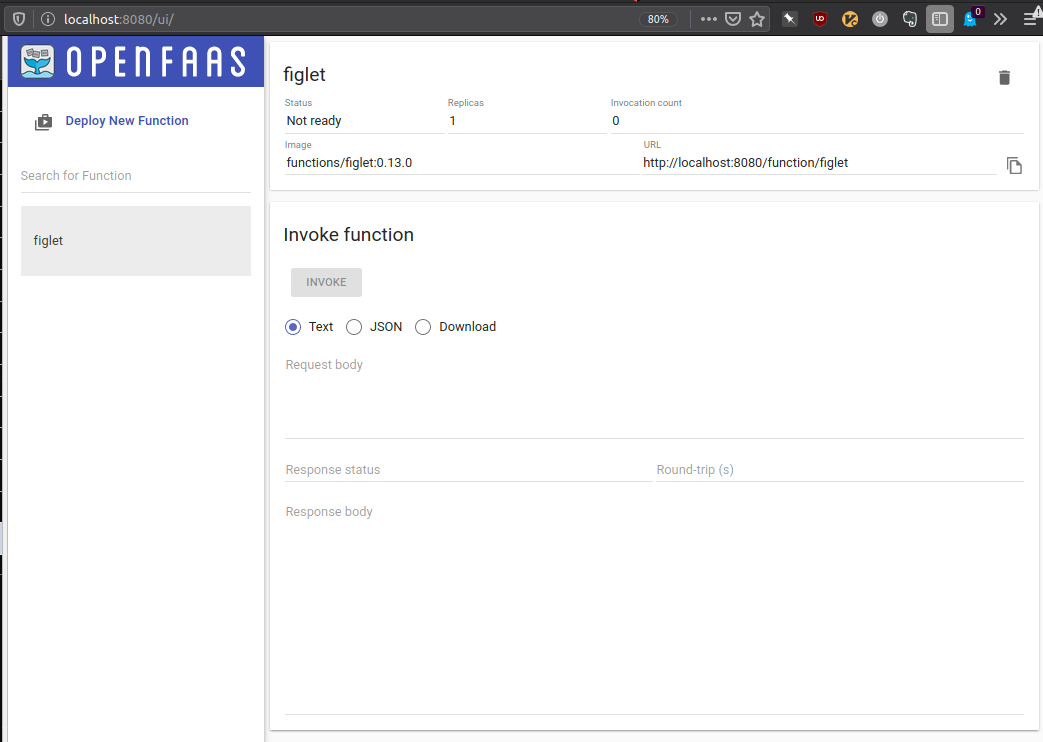 localhost:8080/ui/ 80% 0
OPENFAAS
Deploy New Function
Search for Function
figlet
figlet
Status Replicas Invocation count
Not ready 1 0
Image URL
functions/figlet:0.13.0 http://localhost:8080/function/figlet
Invoke function
INVOKE
Text JSON Download
Request body
Response status Round-trip (s)
Response body